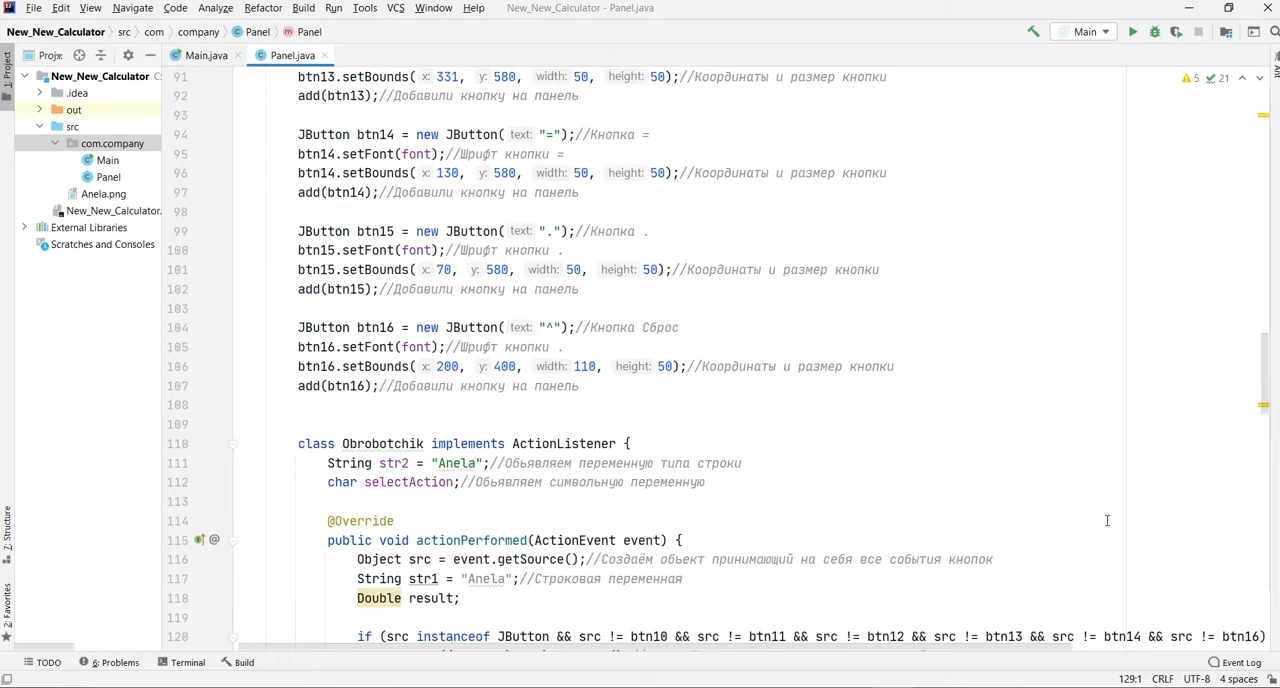 File Edit View Navigate Code Analyze Refactor Build Run Tools VCS Window Help New_New_Calculator - Panel.java
New_New_Calculator src com company Panel Panel Main
1: Project
Main.java Panel.java
New_New_Calculator
.idea
out
src
com.company
Main
Panel
Anela.png
New_New_Calculator.
External Libraries
Scratches and Consoles
5 21
91 btn13.setBounds( x: 331, y: 580, width: 50, height: 50);//Координаты и размер кнопки
92 add(btn13);//Добавили кнопку на панель
93
94 JButton btn14 = new JButton( text: "=");//Кнопка =
95 btn14.setFont(font);//Шрифт кнопки =
96 btn14.setBounds( x: 130, y: 580, width: 50, height: 50);//Координаты и размер кнопки
97 add(btn14);//Добавили кнопку на панель
98
99 JButton btn15 = new JButton( text: ".");//Кнопка .
100 btn15.setFont(font);//Шрифт кнопки .
101 btn15.setBounds( x: 70, y: 580, width: 50, height: 50);//Координаты и размер кнопки
102 add(btn15);//Добавили кнопку на панель
103
104 JButton btn16 = new JButton( text: "^");//Кнопка Сброс
105 btn16.setFont(font);//Шрифт кнопки .
106 btn16.setBounds( x: 200, y: 400, width: 110, height: 50);//Координаты и размер кнопки
107 add(btn16);//Добавили кнопку на панель
108
109
110 class Obrobotchik implements ActionListener {
111 String str2 = "Anela";//Обьявляем переменную типа строки
112 char selectAction;//Обьявляем символьную переменную
113
114 @Override
115 public void actionPerformed(ActionEvent event) {
116 Object src = event.getSource();//Создаём обьект принимающий на себя все события кнопок
117 String str1 = "Anela";//Строковая переменная
118 Double result;
119
120 if (src instanceof JButton && src != btn10 && src != btn11 && src != btn12 && src != btn13 && src != btn14 && src != btn16)
Z: Structure
2: Favorites
TODO 6: Problems Terminal Build Event Log
129:1 CRLF UTF-8 4 spaces